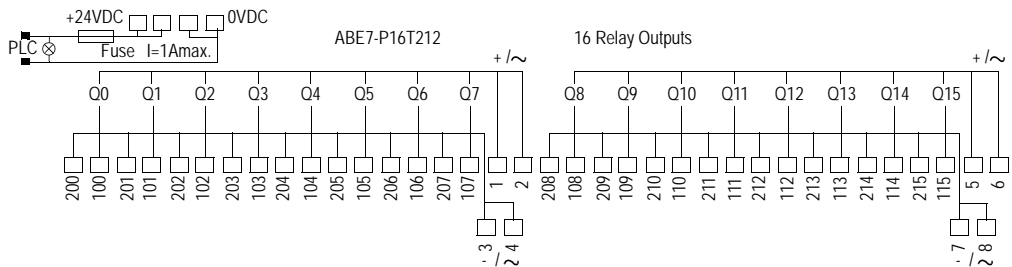 +24VDC 0VDC
PLC Fuse I=1Amax. ABE7-P16T212 16 Relay Outputs
+ /~ + /~
Q0 Q1 Q2 Q3 Q4 Q5 Q6 Q7 Q8 Q9 Q10 Q11 Q12 Q13 Q14 Q15
200 100 201 101 202 102 203 103 204 104 205 105 206 106 207 107 1 2 208 108 209 109 210 110 211 111 212 112 213 113 214 114 215 115 5 6
3 4 7 8
- /~ - /~